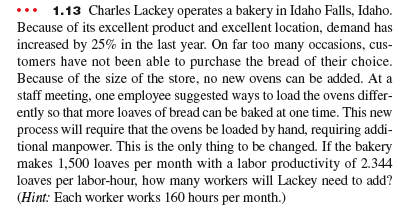 ••• 1.13 Charles Lackey operates a bakery in Idaho Falls, Idaho.
Because of its excellent product and excellent location, demand has
increased by 25% in the last year. On far too many occasions, cus-
tomers have not been able to purchase the bread of their choice.
Because of the size of the store, no new ovens can be added. At a
staff meeting, one employee suggested ways to load the ovens differ-
ently so that more loaves of bread can be baked at one time. This new
process will require that the ovens be loaded by hand, requiring addi-
tional manpower. This is the only thing to be changed. If the bakery
makes 1,500 loaves per month with a labor productivity of 2.344
loaves per labor-hour, how many workers will Lackey need to add?
(Hint: Each worker works 160 hours per month.)